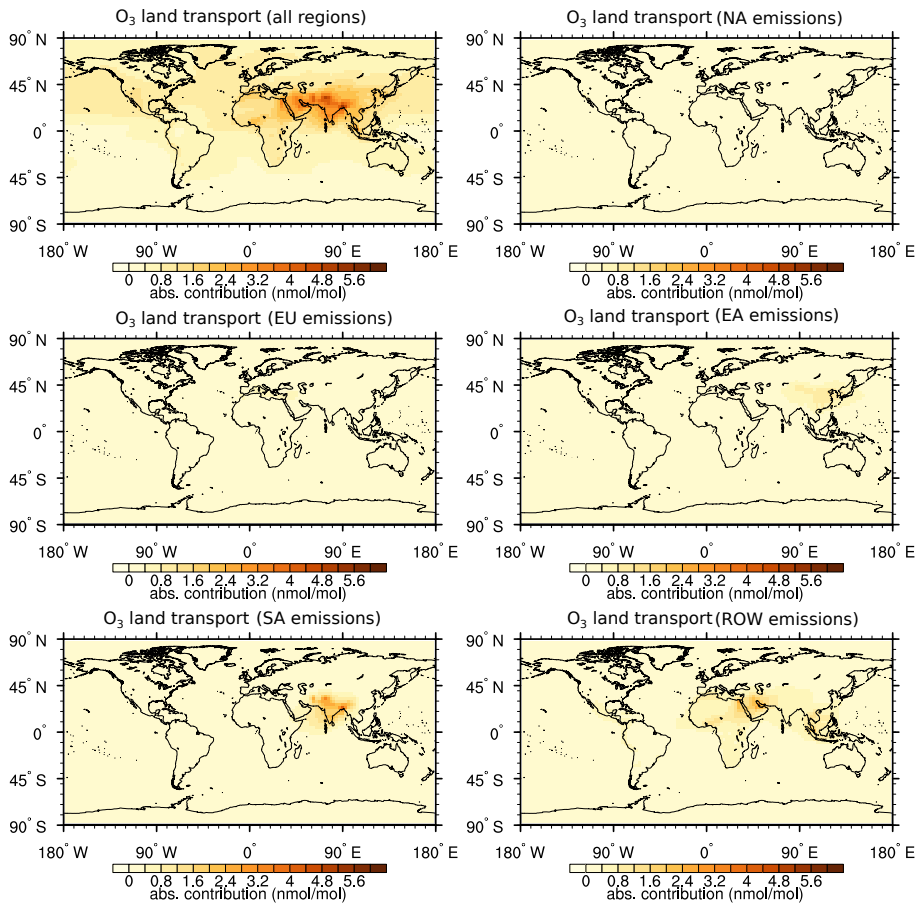 O₃ land transport (all regions)
90° N
45° N
0°
45° S
90° S
180° W
90° W
0°
90° E
180° E
0 0.8 1.6 2.4 3.2 4 4.8 5.6
abs. contribution (nmol/mol)
O₃ land transport (NA emissions)
90° N
45° N
0°
45° S
90° S
180° W
90° W
0°
90° E
180° E
0 0.8 1.6 2.4 3.2 4 4.8 5.6
abs. contribution (nmol/mol)
O₃ land transport (EU emissions)
90° N
45° N
0°
45° S
90° S
180° W
90° W
0°
90° E
180° E
0 0.8 1.6 2.4 3.2 4 4.8 5.6
abs. contribution (nmol/mol)
O₃ land transport (EA emissions)
90° N
45° N
0°
45° S
90° S
180° W
90° W
0°
90° E
180° E
0 0.8 1.6 2.4 3.2 4 4.8 5.6
abs. contribution (nmol/mol)
O₃ land transport (SA emissions)
90° N
45° N
0°
45° S
90° S
180° W
90° W
0°
90° E
180° E
0 0.8 1.6 2.4 3.2 4 4.8 5.6
abs. contribution (nmol/mol)
O₃ land transport (ROW emissions)
90° N
45° N
0°
45° S
90° S
180° W
90° W
0°
90° E
180° E
0 0.8 1.6 2.4 3.2 4 4.8 5.6
abs. contribution (nmol/mol)